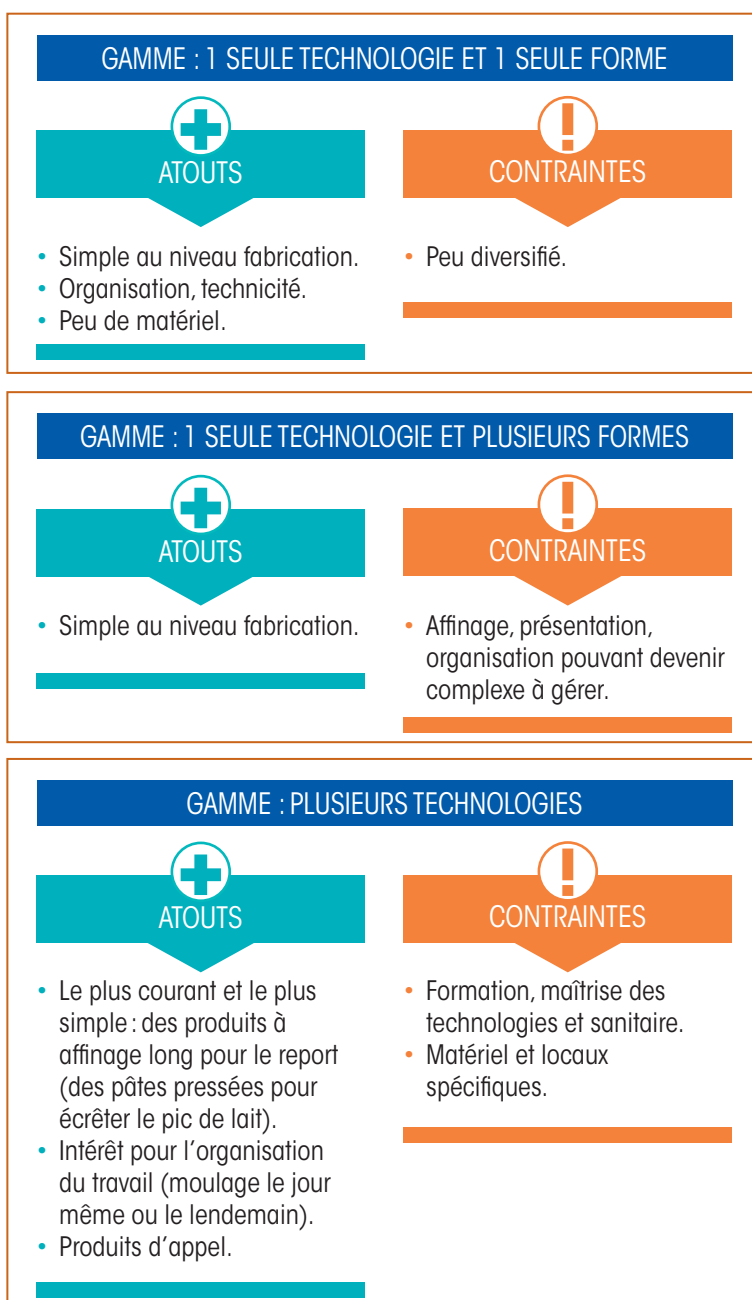 GAMME : 1 SEULE TECHNOLOGIE ET 1 SEULE FORME
ATOUTS
• Simple au niveau fabrication.
• Organisation, technicité.
• Peu de matériel.
CONTRAINTES
• Peu diversifié.
GAMME : 1 SEULE TECHNOLOGIE ET PLUSIEURS FORMES
ATOUTS
• Simple au niveau fabrication.
CONTRAINTES
• Affinage, présentation,
organisation pouvant devenir
complexe à gérer.
GAMME : PLUSIEURS TECHNOLOGIES
ATOUTS
• Le plus courant et le plus
simple : des produits à
affinage long pour le report
(des pâtes pressées pour
écrêter le pic de lait).
• Intérêt pour l'organisation
du travail (moulage le jour
même ou le lendemain).
• Produits d'appel.
CONTRAINTES
• Formation, maîtrise des
technologies et sanitaire.
• Matériel et locaux
spécifiques.